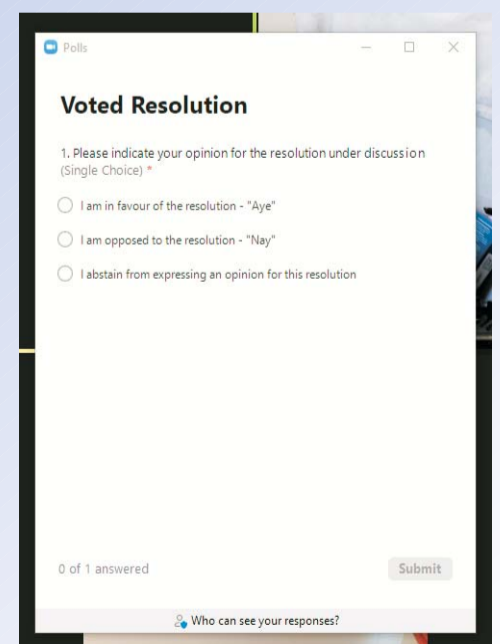 Polls
Voted Resolution
1. Please indicate your opinion for the resolution under discussion
(Single Choice) *
I am in favour of the resolution - "Aye"
I am opposed to the resolution - "Nay"
I abstain from expressing an opinion for this resolution
0 of 1 answered
Submit
Who can see your responses?